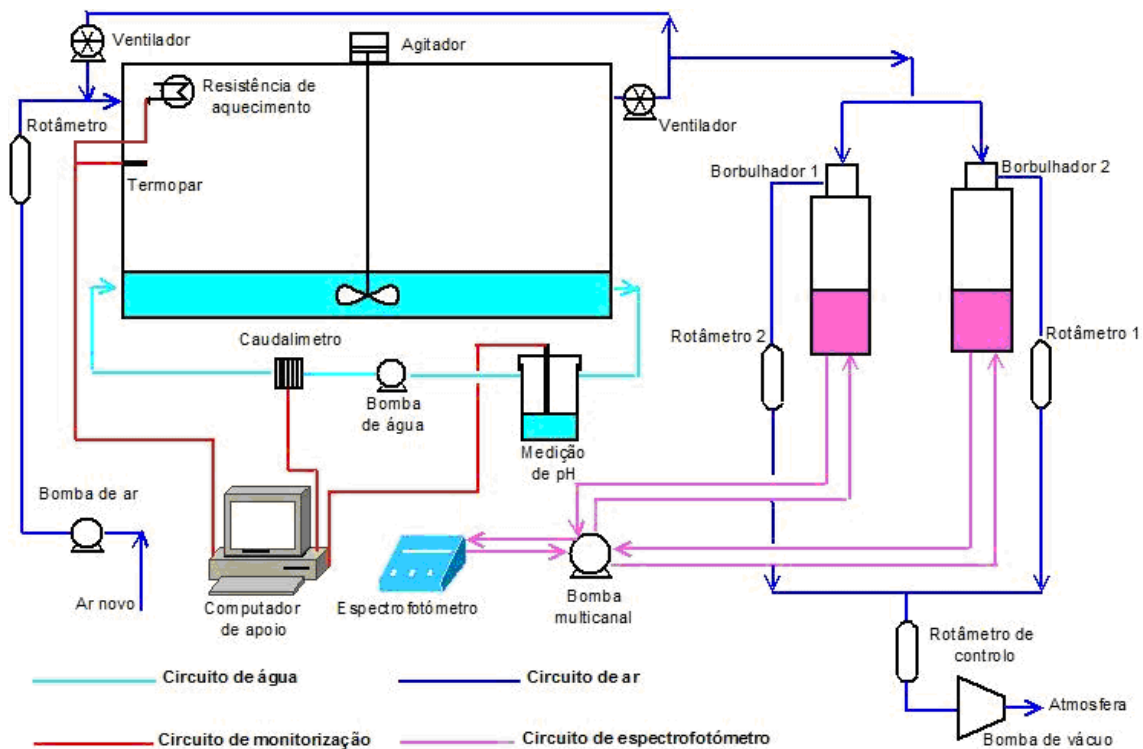 Ventilador
Agitador
Resistência de
aquecimento
Rotâmetro
Ventilador
Termopar
Borbulhador 1
Borbulhador 2
Caudalimetro
Rotâmetro 2
Rotâmetro 1
Bomba
de água
Medição
de pH
Bomba de ar
Ar novo
Computador
de apoio
Espectrofotómetro
Bomba
multicanal
Rotâmetro de
controlo
Atmosfera
Bomba de vácuo
Circuito de água
Circuito de ar
Circuito de monitorização
Circuito de espectrofotómetro